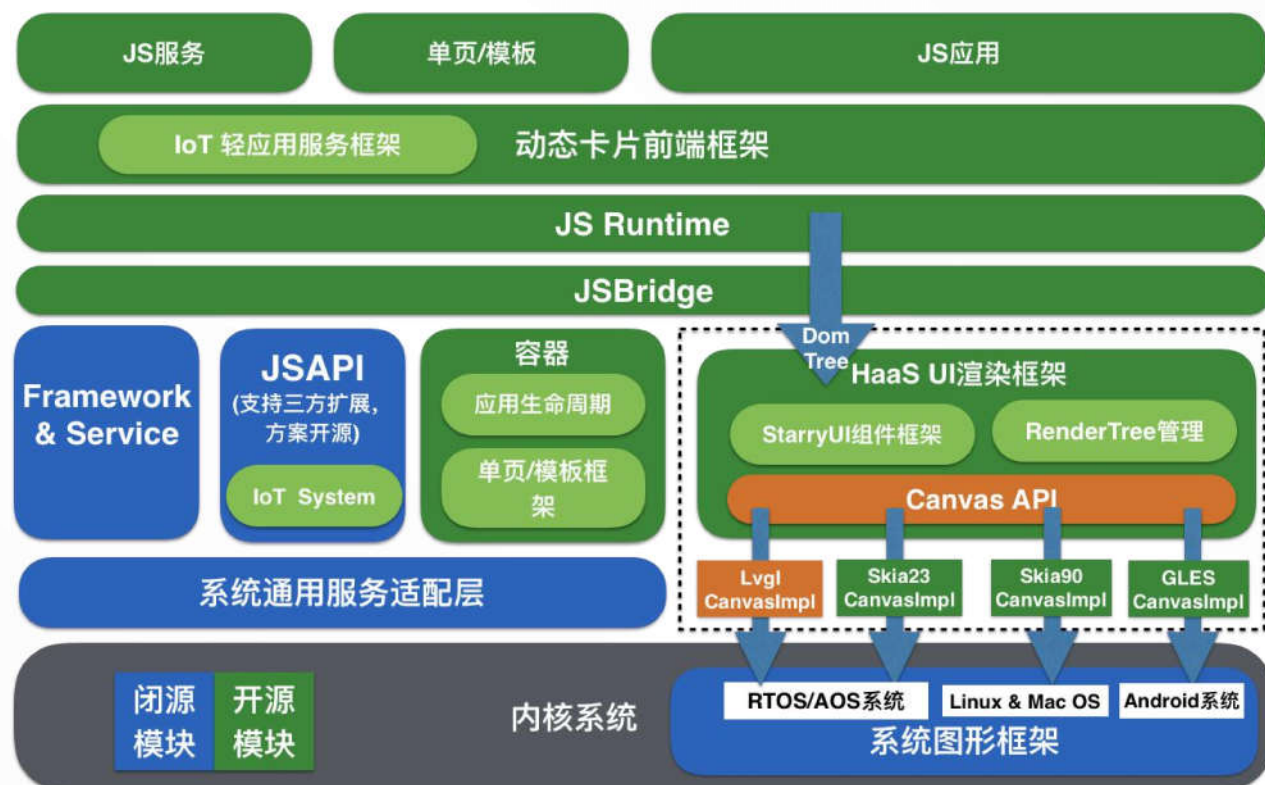 JS服务
单页/模板
JS应用
IoT 轻应用服务框架
动态卡片前端框架
JS Runtime
JSBridge
Framework
& Service
JSAPI
(支持三方扩展,
方案开源)
IoT System
容器
应用生命周期
单页/模板框
架
Dom
Tree
HaaS UI渲染框架
StarryUI组件框架
RenderTree管理
Canvas API
Lvgl
CanvasImpl
Skia23
CanvasImpl
Skia90
CanvasImpl
GLES
CanvasImpl
系统通用服务适配层
闭源
模块
开源
模块
内核系统
RTOS/AOS系统
Linux & Mac OS
Android系统
系统图形框架